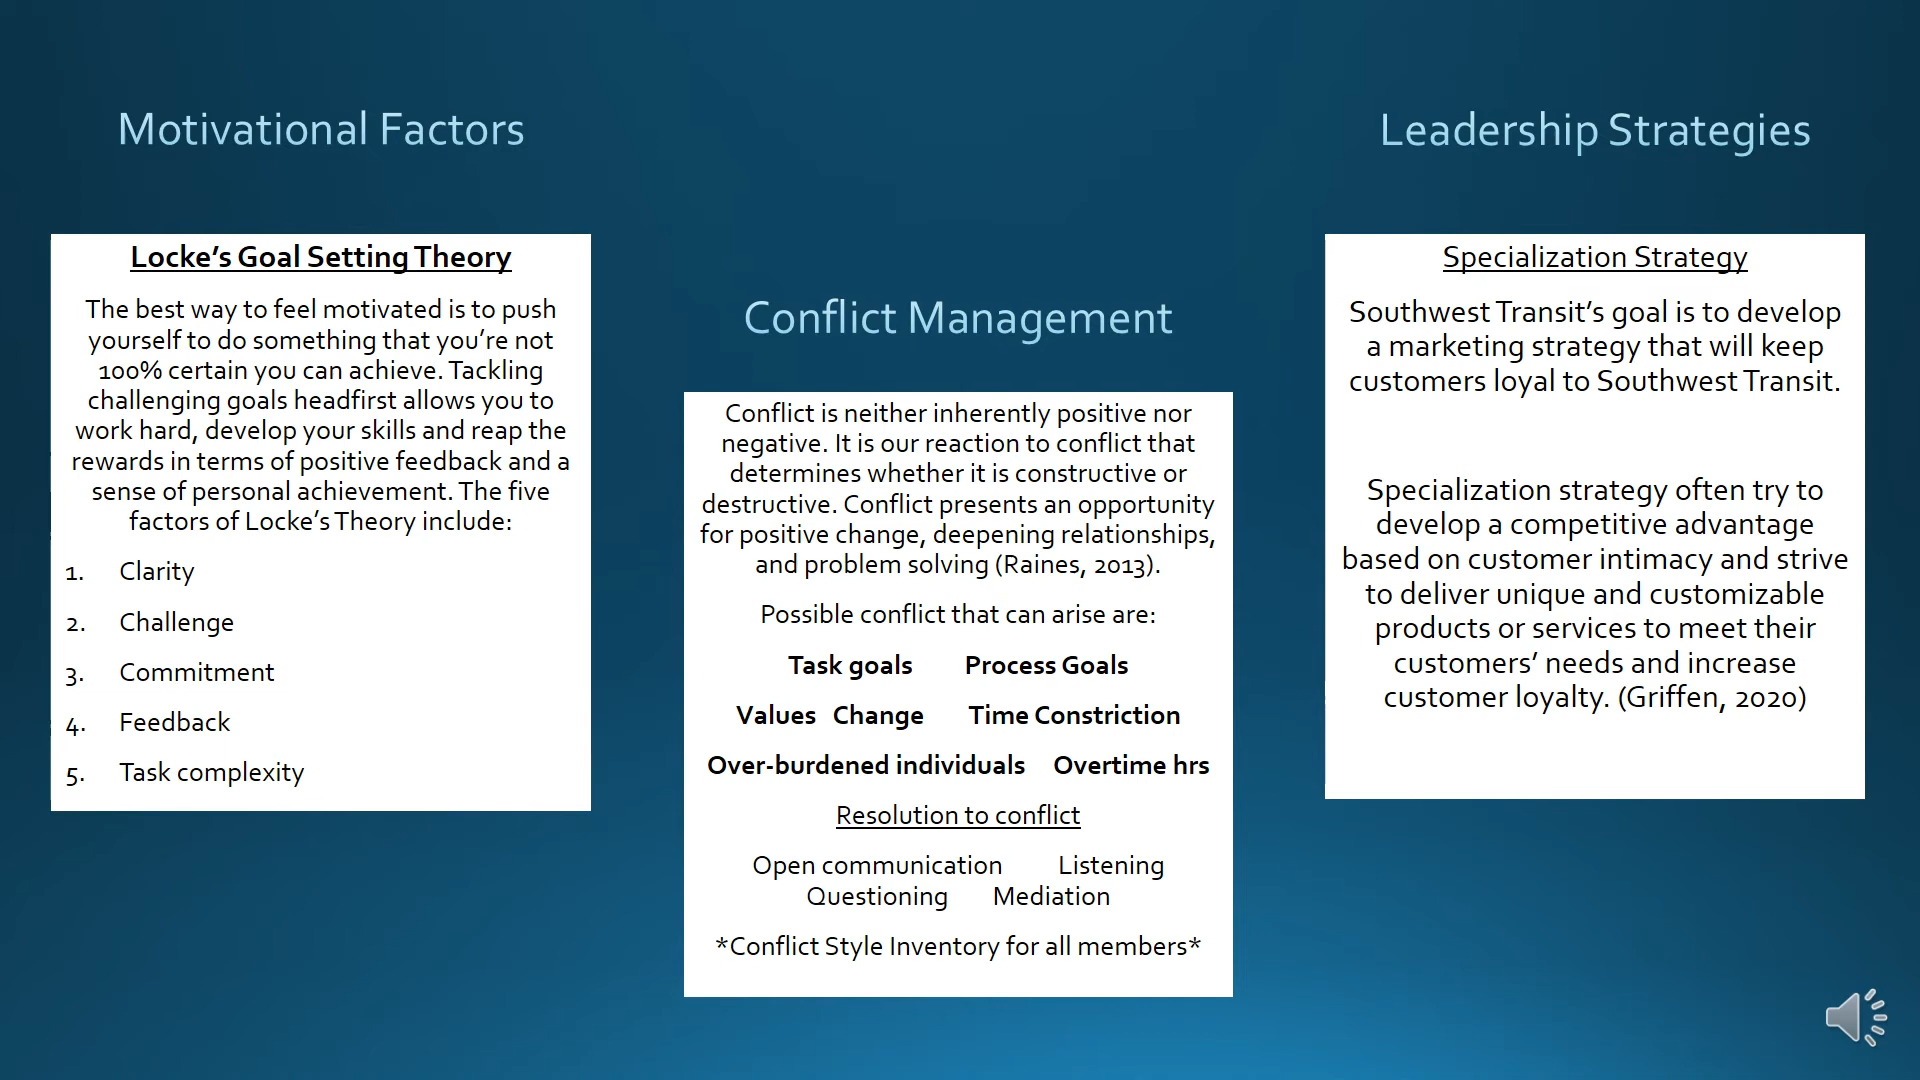 Motivational Factors
Locke's Goal Setting Theory
The best way to feel motivated is to push
yourself to do something that you're not
100% certain you can achieve. Tackling
challenging goals headfirst allows you to
work hard, develop your skills and reap the
rewards in terms of positive feedback and a
sense of personal achievement. The five
factors of Locke's Theory include:
1. Clarity
2. Challenge
3. Commitment
4. Feedback
5. Task complexity
Conflict Management
Conflict is neither inherently positive nor
negative. It is our reaction to conflict that
determines whether it is constructive or
destructive. Conflict presents an opportunity
for positive change, deepening relationships,
and problem solving (Raines, 2013).
Possible conflict that can arise are:
Task goals Process Goals
Values Change Time Constriction
Over-burdened individuals Overtime hrs
Resolution to conflict
Open communication Listening
Questioning Mediation
*Conflict Style Inventory for all members*
Leadership Strategies
Specialization Strategy
Southwest Transit's goal is to develop
a marketing strategy that will keep
customers loyal to Southwest Transit.
Specialization strategy often try to
develop a competitive advantage
based on customer intimacy and strive
to deliver unique and customizable
products or services to meet their
customers' needs and increase
customer loyalty. (Griffen, 2020)